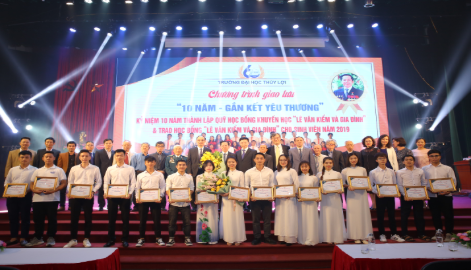 TRƯỜNG ĐẠI HỌC THỦY LỢI
Chương trình giao lưu
"10 NĂM - GẮN KẾT YÊU THƯƠNG"
KỶ NIỆM 10 NĂM THÀNH LẬP QUỸ HỌC BỔNG KHUYẾN HỌC "LÊ VĂN KIỂM VÀ GIA ĐÌNH"
& TRAO HỌC BỔNG "LÊ VĂN KIỂM VÀ GIA ĐÌNH" CHO SINH VIÊN NĂM 2019